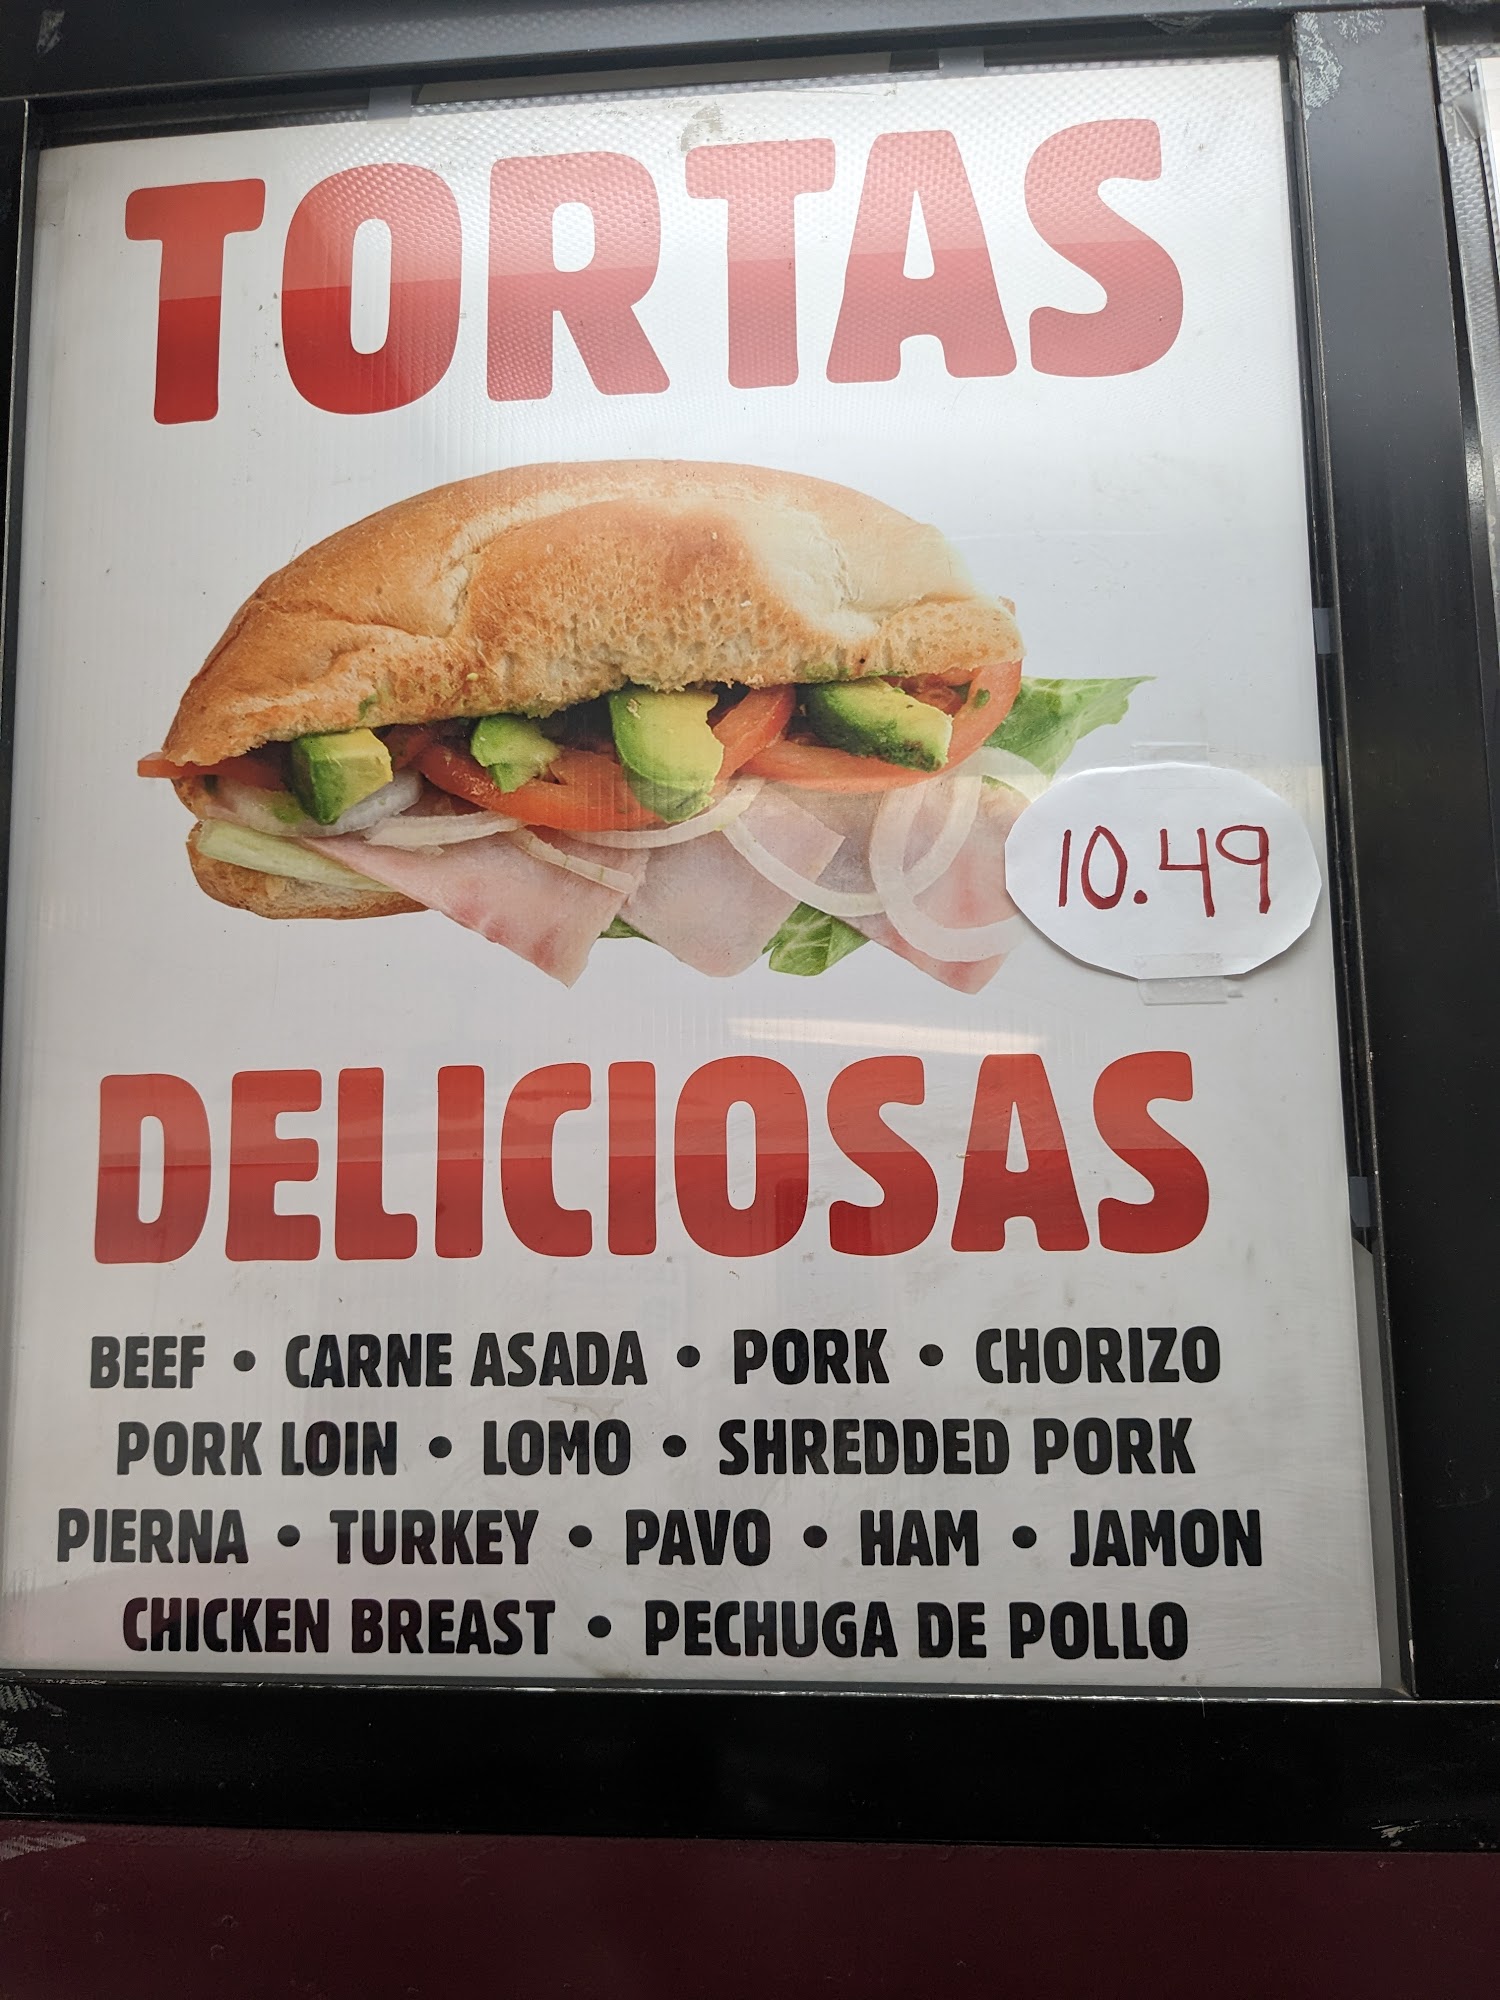 TORTAS
10.49
DELICIOSAS
BEEF • CARNE ASADA • PORK • CHORIZO
PORK LOIN • LOMO • SHREDDED PORK
PIERNA • TURKEY • PAVO • HAM • JAMON
CHICKEN BREAST • PECHUGA DE POLLO